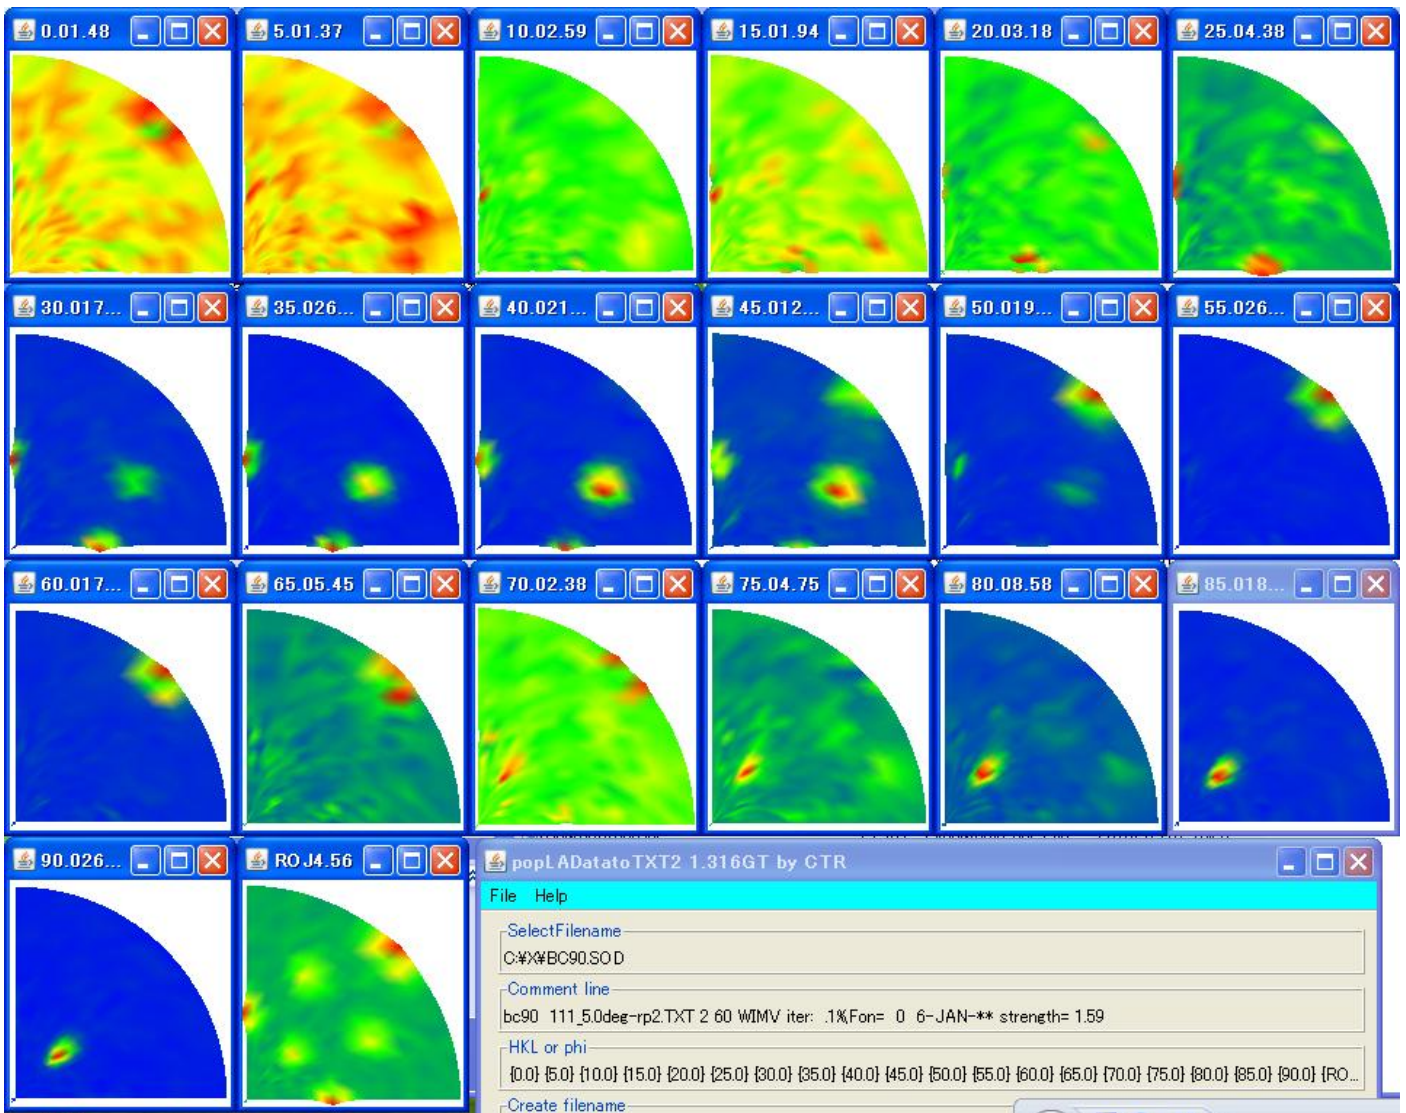 0.01.48
5.01.37
10.02.59
15.01.94
20.03.18
25.04.38
30.017...
35.026...
40.021...
45.012...
50.019...
55.026...
60.017...
65.05.45
70.02.38
75.04.75
80.08.58
85.018...
90.026...
ROJ4.56
popLADatatoTXT2 1.316GT by CTR
File Help
SelectFilename
C:¥X¥BC90.SOD
Comment line
bc90 111_5.0deg-rp2.TXT 2 60 WIMV iter: .1%,Fon= 0 6-JAN-** strength= 1.59
HKL or phi
{0.0} {5.0} {10.0} {15.0} {20.0} {25.0} {30.0} {35.0} {40.0} {45.0} {50.0} {55.0} {60.0} {65.0} {70.0} {75.0} {80.0} {85.0} {90.0} {RO...
Create filename